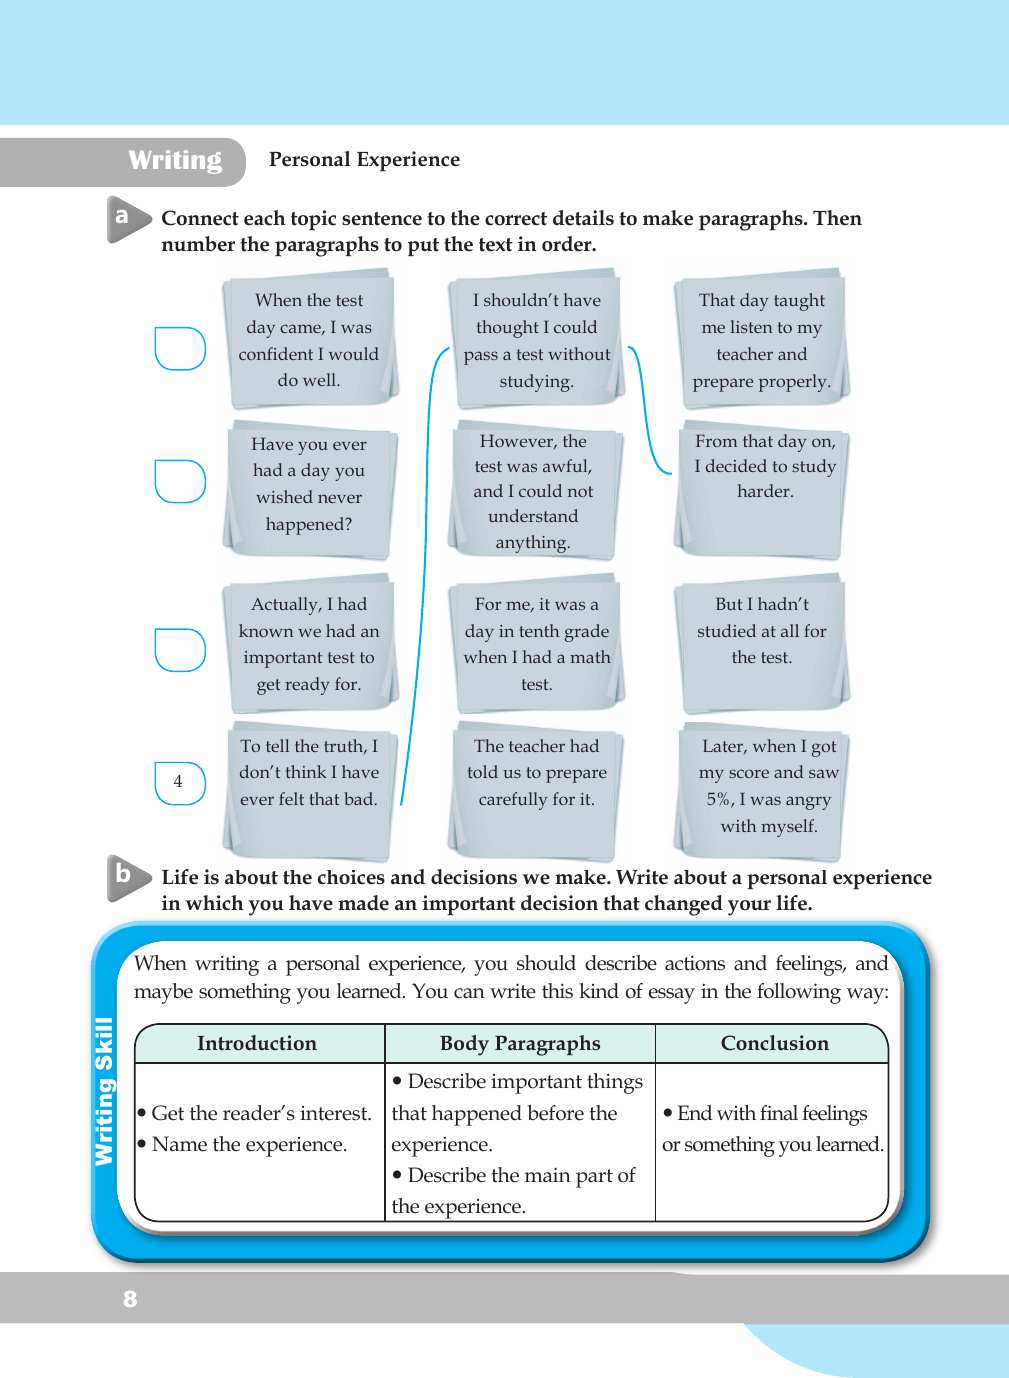 Writing
Personal Experience
a
Connect each topic sentence to the correct details to make paragraphs. Then
number the paragraphs to put the text in order.
When the test
day came, I was
confident I would
do well.
I shouldn't have
thought I could
pass a test without
studying.
That day taught
me listen to my
teacher and
prepare properly.
Have you ever
had a day you
wished never
happened?
However, the
test was awful,
and I could not
understand
anything.
From that day on,
I decided to study
harder.
Actually, I had
known we had an
important test to
get ready for.
For me, it was a
day in tenth grade
when I had a math
test.
But I hadn't
studied at all for
the test.
4
To tell the truth, I
don't think I have
ever felt that bad.
The teacher had
told us to prepare
carefully for it.
Later, when I got
my score and saw
5%, I was angry
with myself.
b
Life is about the choices and decisions we make. Write about a personal experience
in which you have made an important decision that changed your life.
Writing Skill
When writing a personal experience, you should describe actions and feelings, and
maybe something you learned. You can write this kind of essay in the following way:
Introduction
Body Paragraphs
Conclusion
• Get the reader's interest.
• Name the experience.
• Describe important things
that happened before the
experience.
• Describe the main part of
the experience.
• End with final feelings
or something you learned.
8